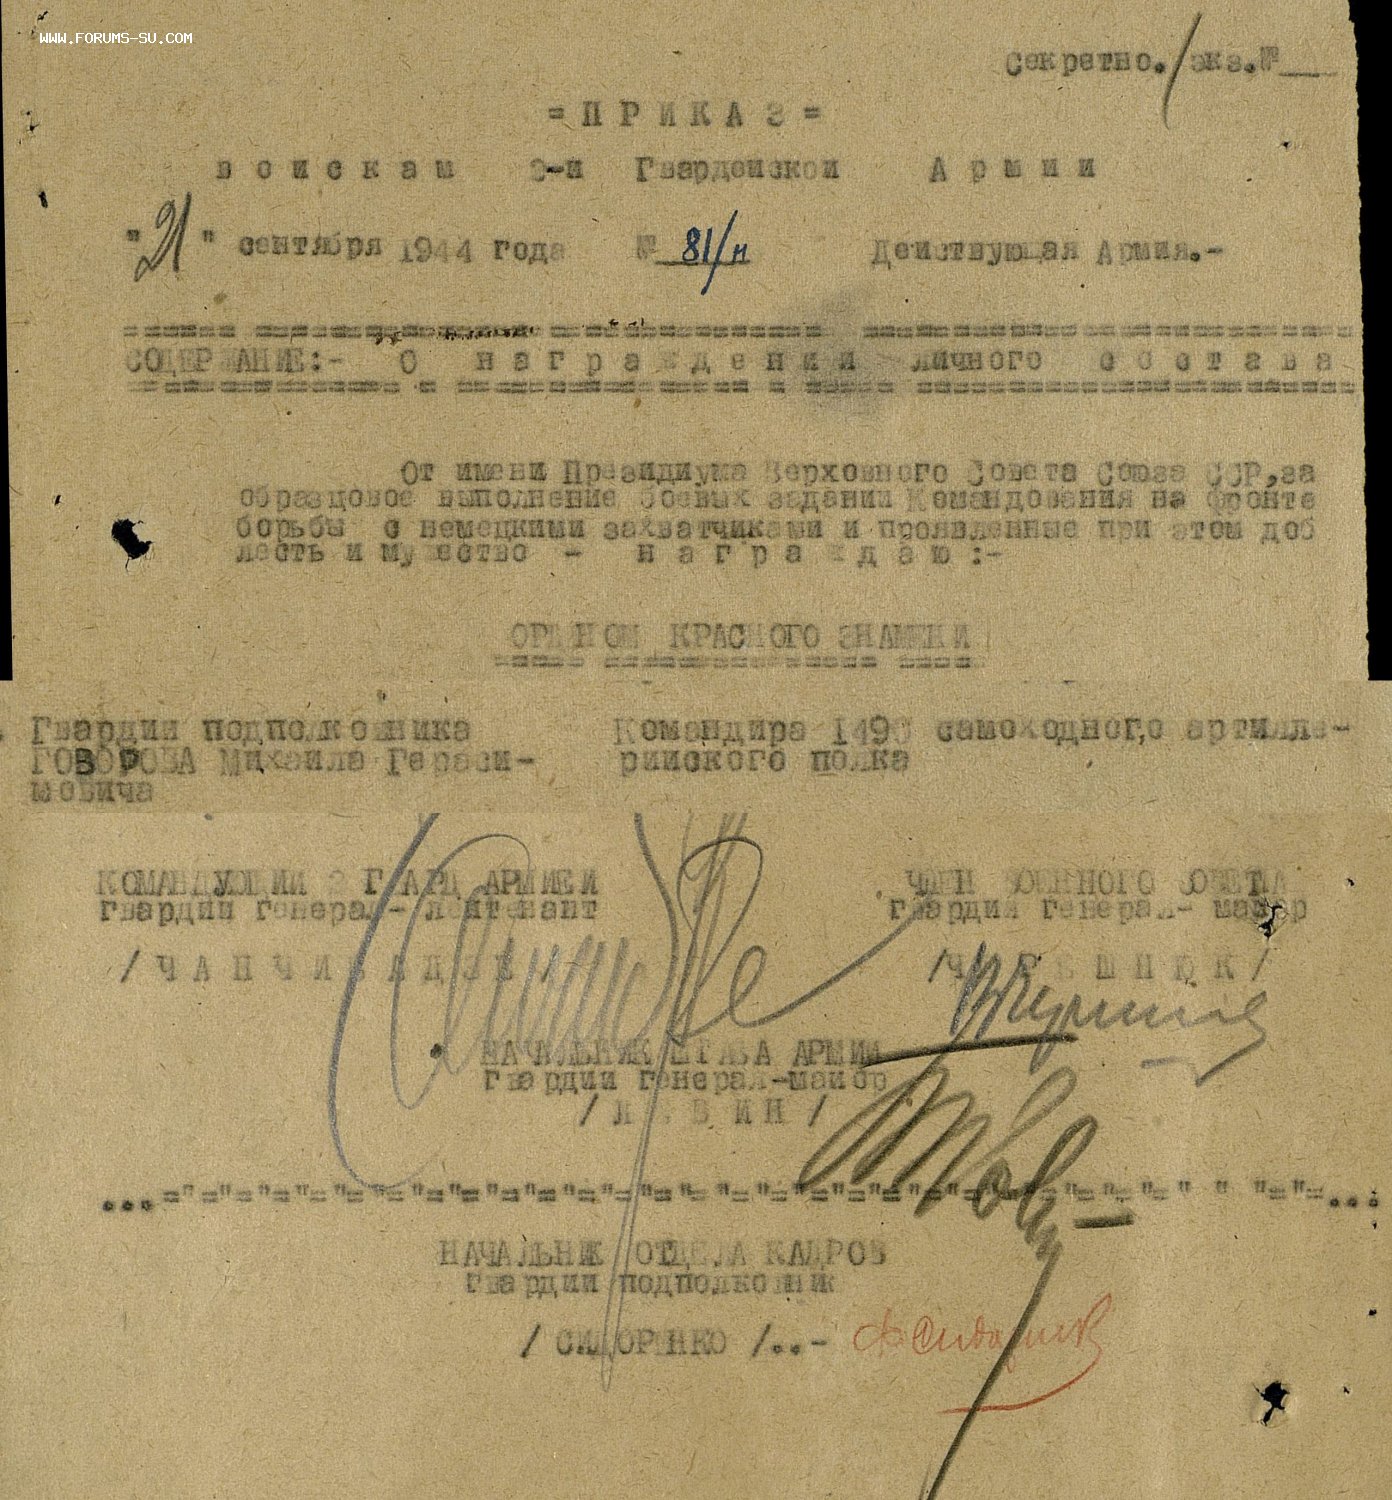 WWW.FORUMS-SU.COM
Секретно./экз.№
=ПРИКАЗ=
войскам 2-й Гвардейской Армии
"21" сентября 1944 года № 81/н Действующая Армия.-
СОДЕРЖАНИЕ:- О награждении личного состава
От имени Президиума Верховного Совета Союза ССР,за
образцовое выполнение боевых заданий Командования на фронте
борьбы с немецкими захватчиками и проявленные при этом доб
лесть и мужество - награждаю:-
ОРДЕНОМ КРАСНОГО ЗНАМЕНИ
Гвардии подполковника Командира самоходного артилле-
ГОВОРОВА Михаила Гераси- рийского полка
мовича
КОМАНДУЮЩИЙ 2 ГВАРД АРМИЕЙ ЧЛЕН ВОЕННОГО СОВЕТА
гвардии генерал-лейтенант гвардии генерал-майор
/ЧАНЧИБАДЗЕ/ /ЧЕПЕШНЮК/
НАЧАЛЬНИК ШТАБА АРМИИ
гвардии генерал-майор
/ЛЕВИН/
...="="="="="="="="="="="="="="="="="="="="="="="="="="=" " "="=...
НАЧАЛЬНИК ОТДЕЛА КАДРОВ
гвардии подполковник
/СИДОРЕНКО/..-